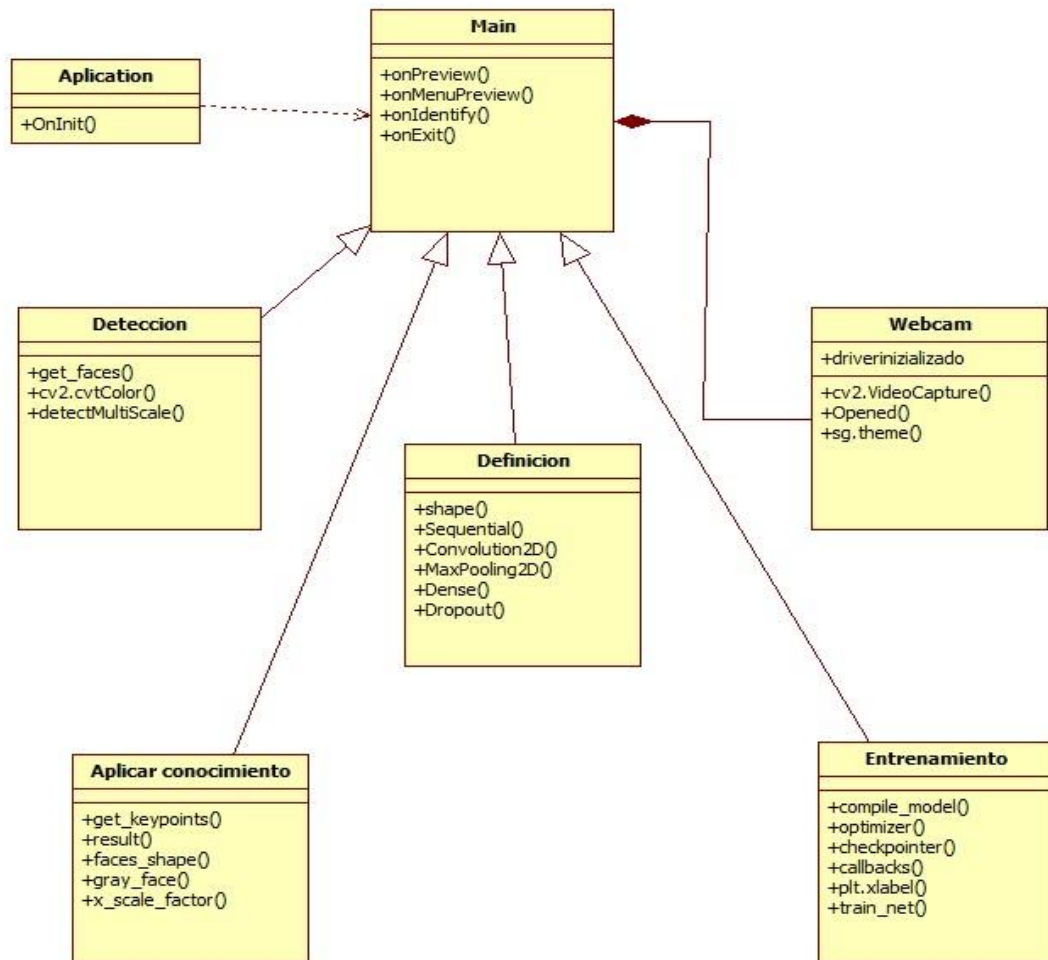 Main
+onPreview()
+onMenuPreview()
+onIdentify()
+onExit()
Aplication
+OnInit()
Deteccion
+get_faces()
+cv2.cvtColor()
+detectMultiScale()
Definicion
+shape()
+Sequential()
+Convolution2D()
+MaxPooling2D()
+Dense()
+Dropout()
Webcam
+driverinizializado
+cv2.VideoCapture()
+Opened()
+sg.theme()
Aplicar conocimiento
+get_keypoints()
+result()
+faces_shape()
+gray_face()
+x_scale_factor()
Entrenamiento
+compile_model()
+optimizer()
+checkpointer()
+callbacks()
+plt.xlabel()
+train_net()